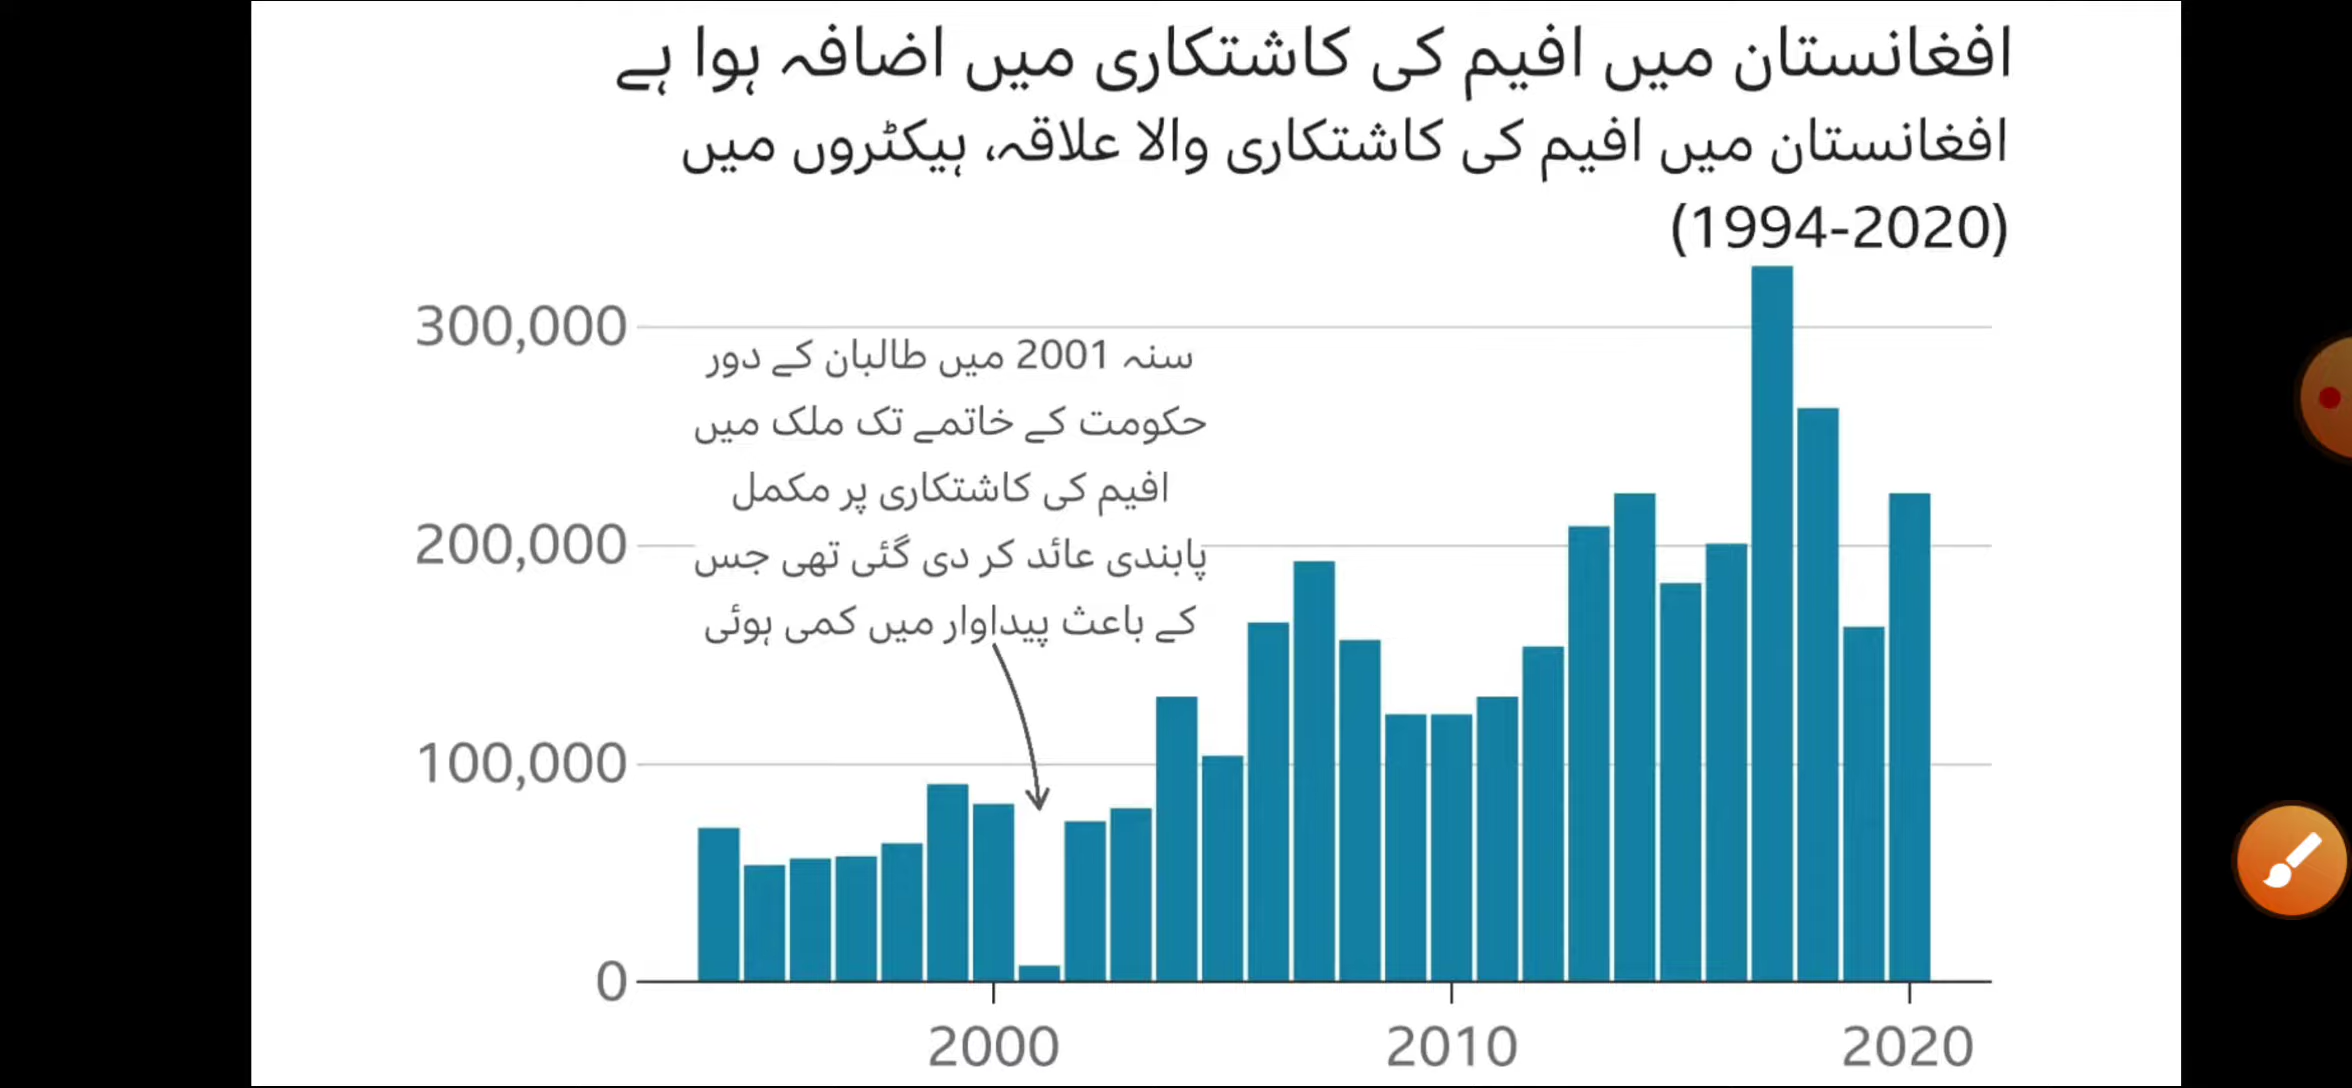 افغانستان میں افیم کی کاشتکاری میں اضافہ ہوا ہے
افغانستان میں افیم کی کاشتکاری والا علاقہ، ہیکٹروں میں
(1994-2020)
300,000
سنہ 2001 میں طالبان کے دور
حکومت کے خاتمے تک ملک میں
افیم کی کاشتکاری پر مکمل
200,000
پابندی عائد کر دی گئی تھی جس
کے باعث پیداوار میں کمی ہوئی
100,000
0
2000 2010 2020